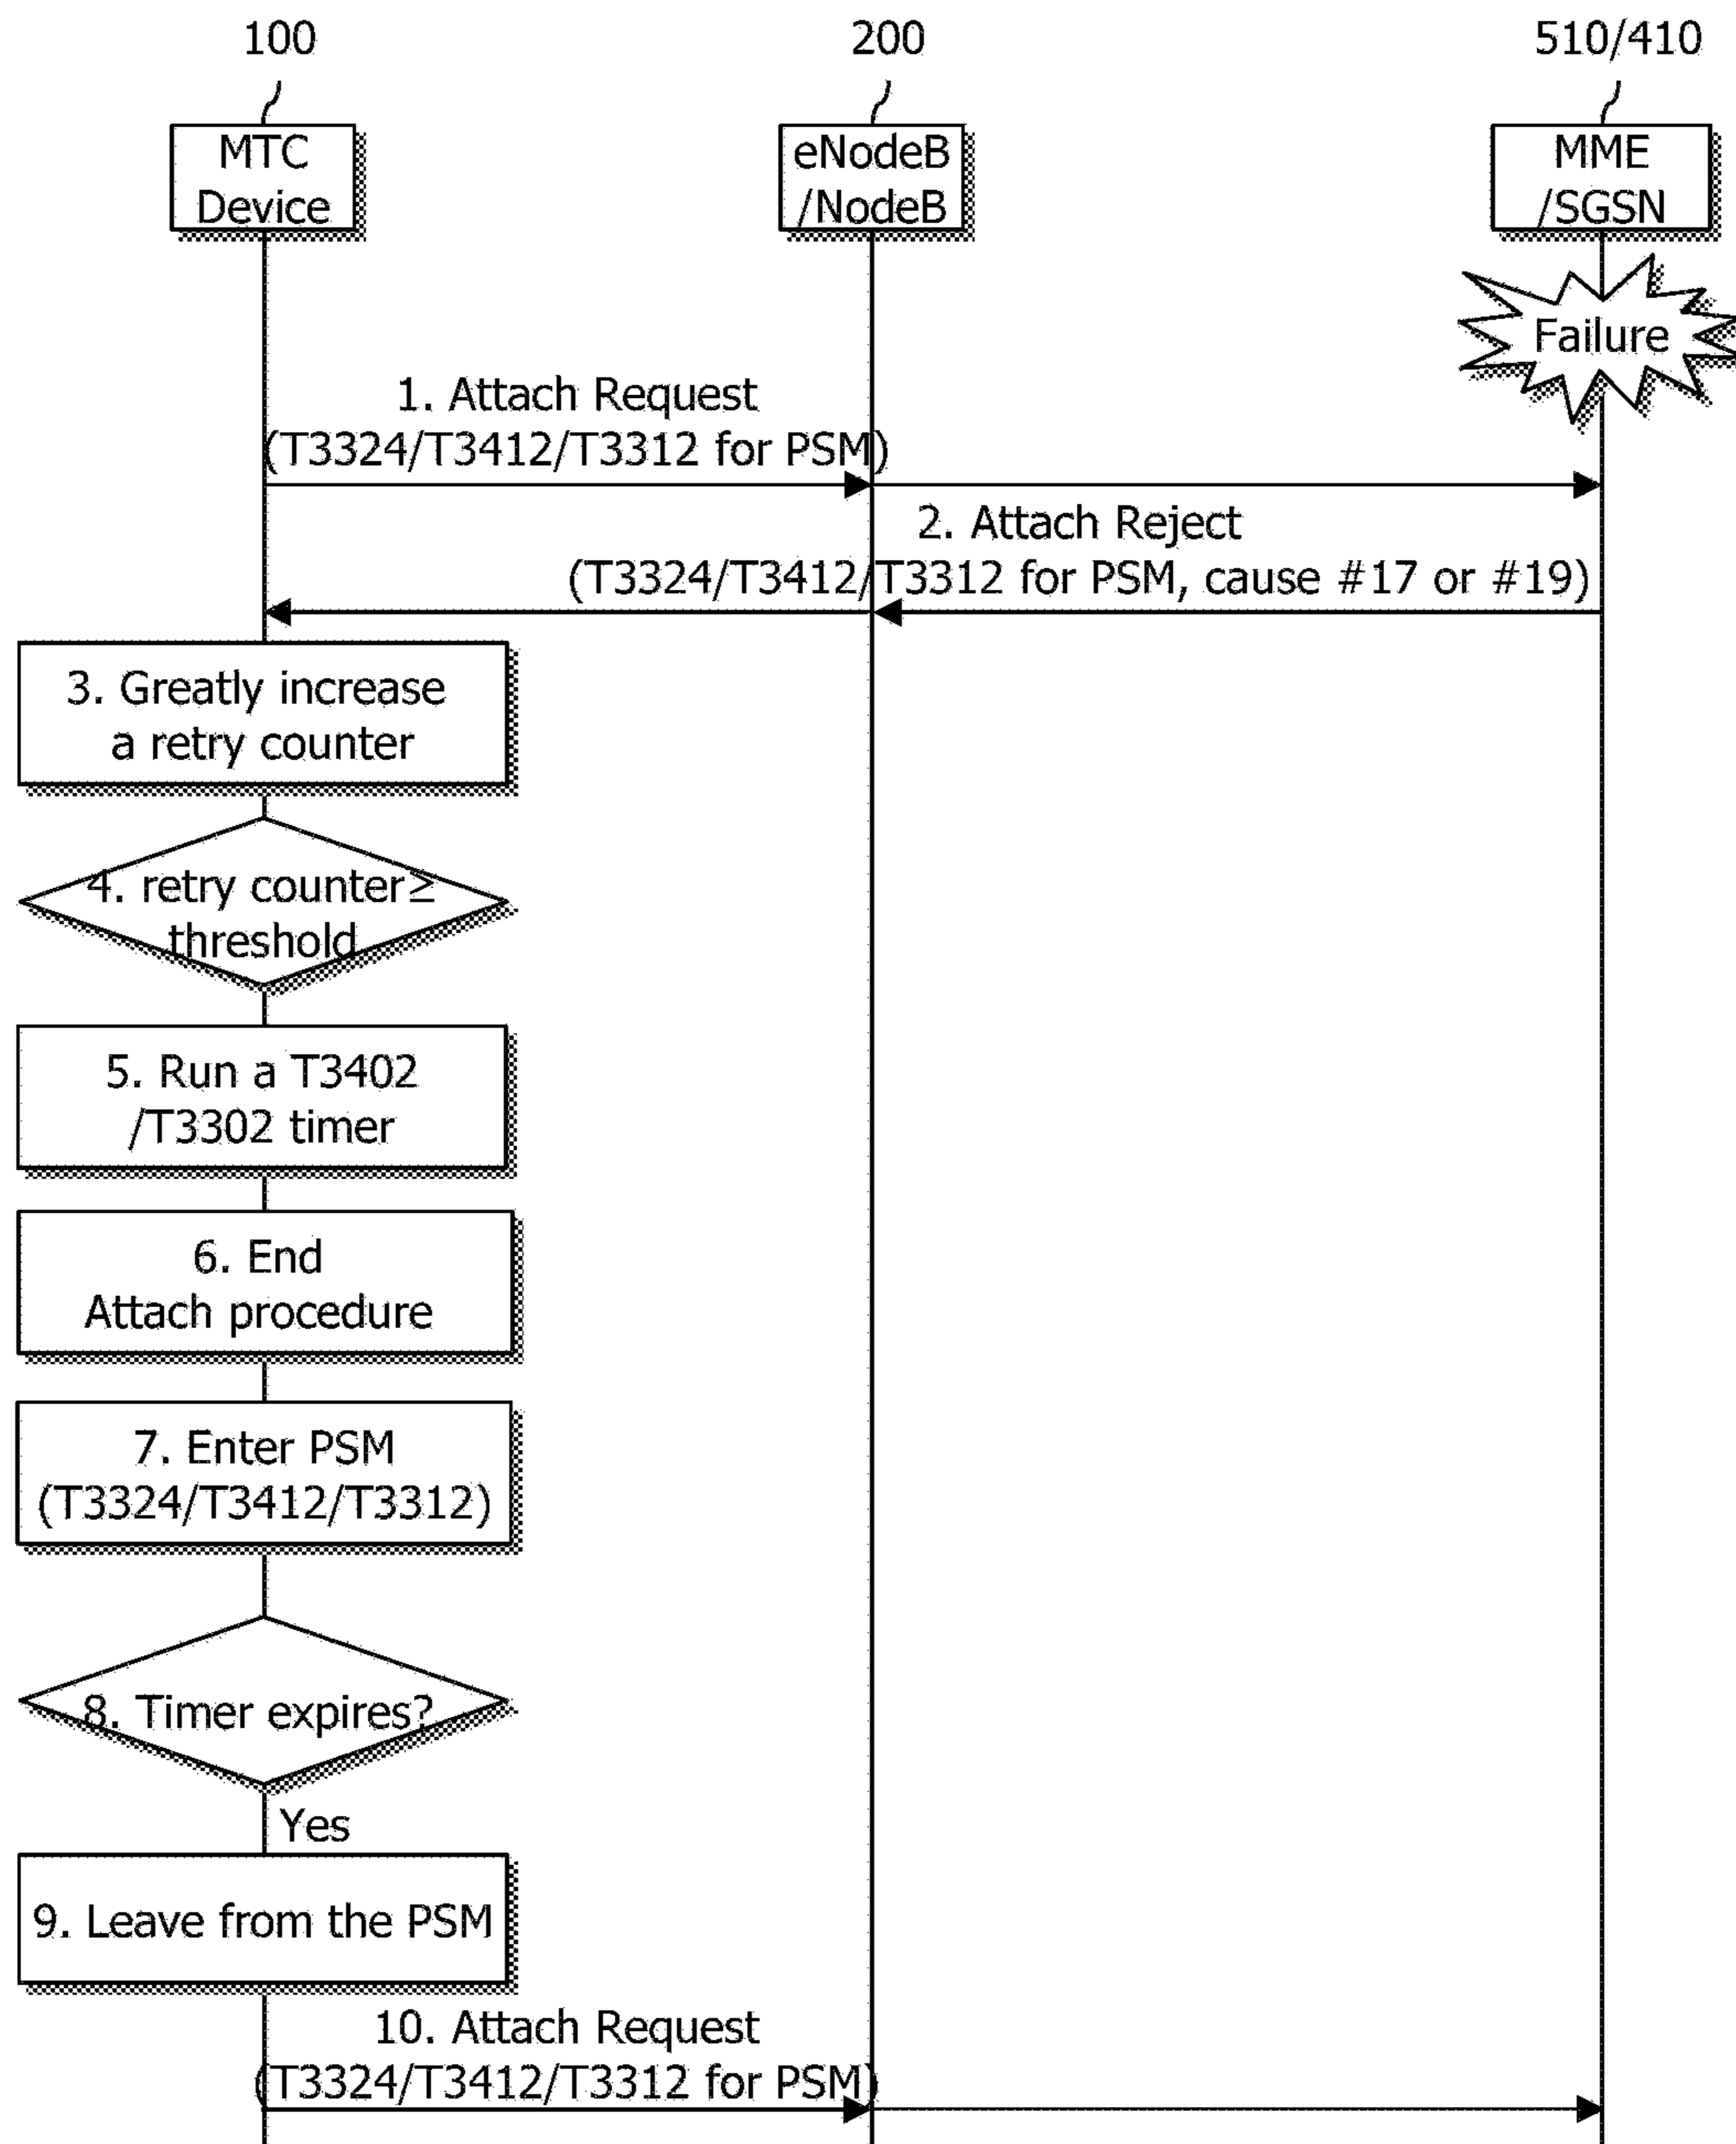 100
200
510/410
MTC
Device
eNodeB
/NodeB
MME
/SGSN
Failure
1. Attach Request
(T3324/T3412/T3312 for PSM)
2. Attach Reject
(T3324/T3412/T3312 for PSM, cause #17 or #19)
3. Greatly increase
a retry counter
4. retry counter≥
threshold
5. Run a T3402
/T3302 timer
6. End
Attach procedure
7. Enter PSM
(T3324/T3412/T3312)
8. Timer expires?
Yes
9. Leave from the PSM
10. Attach Request
(T3324/T3412/T3312 for PSM)